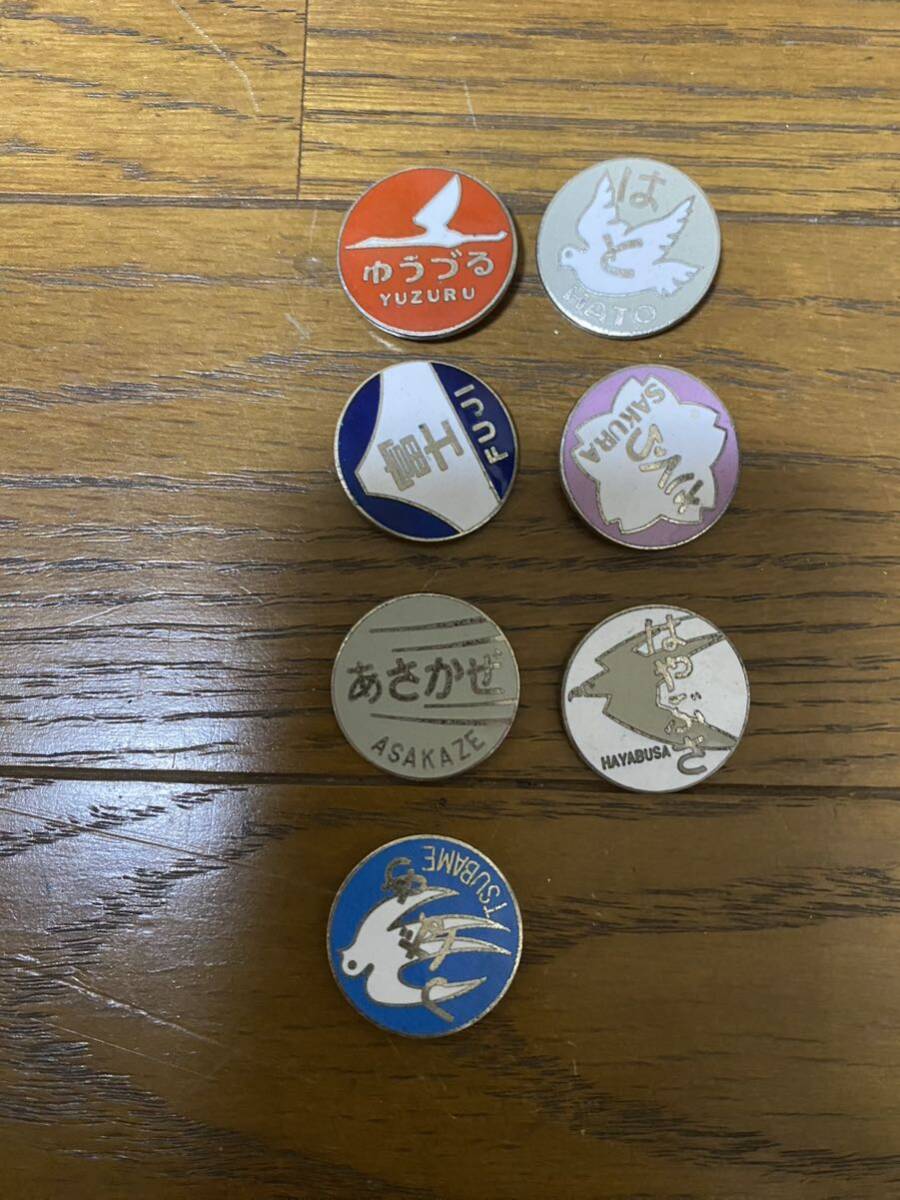 ゆうづる
YUZURU
はと
HATO
富士
FUJI
さくら
SAKURA
あさかぜ
ASAKAZE
はやぶさ
HAYABUSA
つばめ
TSUBAME